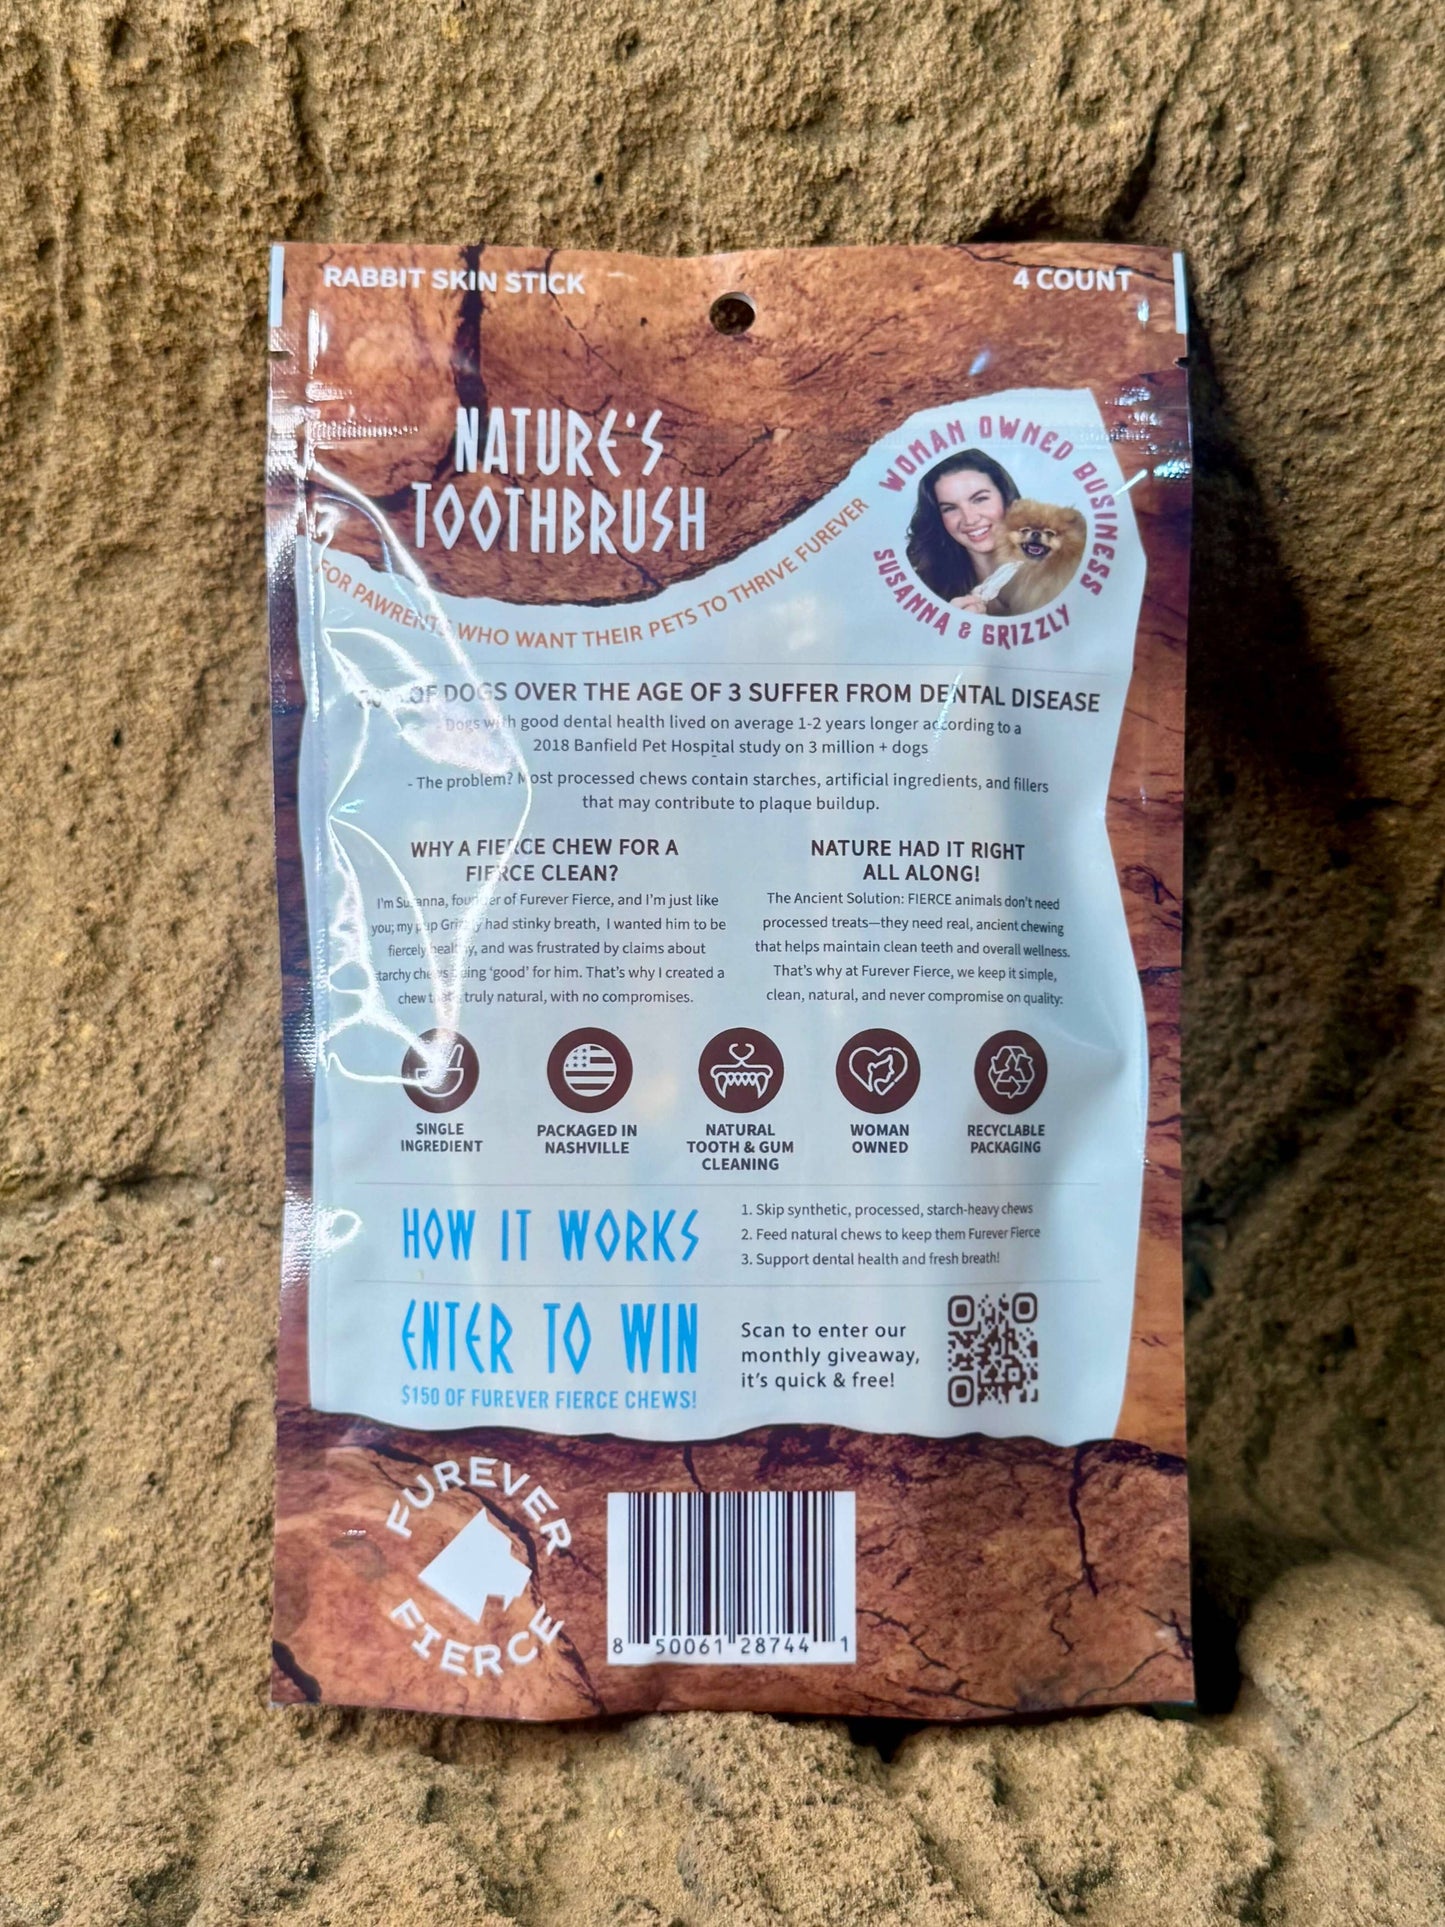 RABBIT SKIN STICK
4 COUNT
NATURE'S
TOOTHBRUSH
FOR PAWRENTS WHO WANT THEIR PETS TO THRIVE FUREVER
WOMAN OWNED BUSINESS
SUSANNA & GRIZZLY
OF DOGS OVER THE AGE OF 3 SUFFER FROM DENTAL DISEASE
Dogs with good dental health lived on average 1-2 years longer according to a
2018 Banfield Pet Hospital study on 3 million + dogs
- The problem? Most processed chews contain starches, artificial ingredients, and fillers
that may contribute to plaque buildup.
WHY A FIERCE CHEW FOR A
FIERCE CLEAN?
I'm Susanna, founder of Furever Fierce, and I'm just like
you; my pup Grizzly had stinky breath, I wanted him to be
fiercely healthy, and was frustrated by claims about
starchy chews being 'good' for him. That's why I created a
chew that's truly natural, with no compromises.
NATURE HAD IT RIGHT
ALL ALONG!
The Ancient Solution: FIERCE animals don't need
processed treats—they need real, ancient chewing
that helps maintain clean teeth and overall wellness.
That's why at Furever Fierce, we keep it simple,
clean, natural, and never compromise on quality:
SINGLE
INGREDIENT
PACKAGED IN
NASHVILLE
NATURAL
TOOTH & GUM
CLEANING
WOMAN
OWNED
RECYCLABLE
PACKAGING
HOW IT WORKS
1. Skip synthetic, processed, starch-heavy chews
2. Feed natural chews to keep them Furever Fierce
3. Support dental health and fresh breath!
ENTER TO WIN
$150 OF FUREVER FIERCE CHEWS!
Scan to enter our
monthly giveaway,
it's quick & free!
FUREVER
FIERCE
8 50061 28744 1